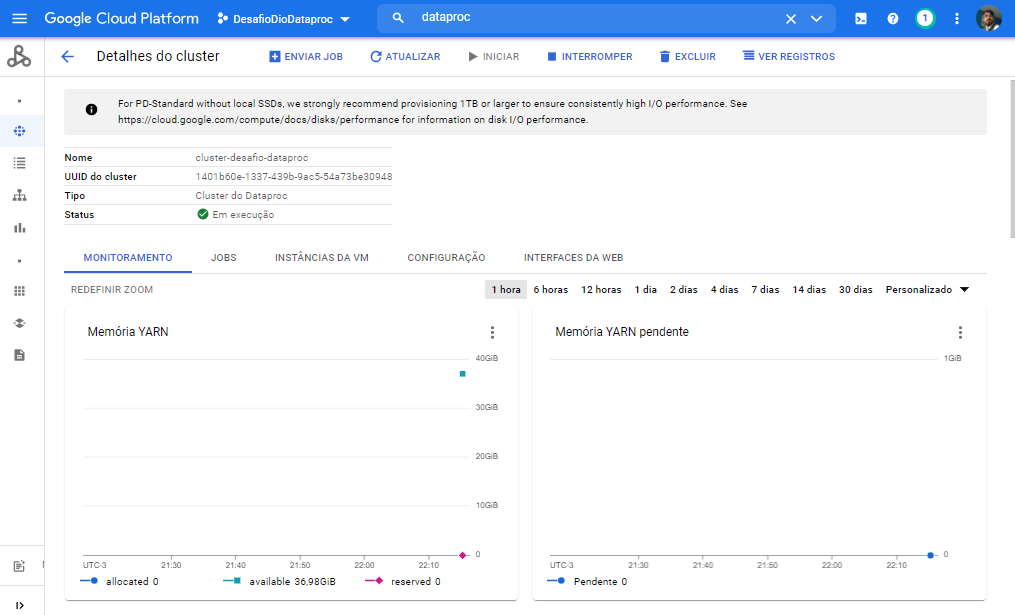 Google Cloud Platform
DesafioDioDataproc
dataproc
1
Detalhes do cluster
ENVIAR JOB
ATUALIZAR
INICIAR
INTERROMPER
EXCLUIR
VER REGISTROS
For PD-Standard without local SSDs, we strongly recommend provisioning 1TB or larger to ensure consistently high I/O performance. See
https://cloud.google.com/compute/docs/disks/performance for information on disk I/O performance.
Nome cluster-desafio-dataproc
UUID do cluster 1401b60e-1337-439b-9ac5-54a73be30948
Tipo Cluster do Dataproc
Status Em execução
MONITORAMENTO JOBS INSTÂNCIAS DA VM CONFIGURAÇÃO INTERFACES DA WEB
REDEFINIR ZOOM
1 hora 6 horas 12 horas 1 dia 2 dias 4 dias 7 dias 14 dias 30 dias Personalizado
Memória YARN
40GiB
30GiB
20GiB
10GiB
0
UTC-3 21:30 21:40 21:50 22:00 22:10
allocated 0 available 36,98GiB reserved 0
Memória YARN pendente
1GiB
0
UTC-3 21:30 21:40 21:50 22:00 22:10
Pendente 0